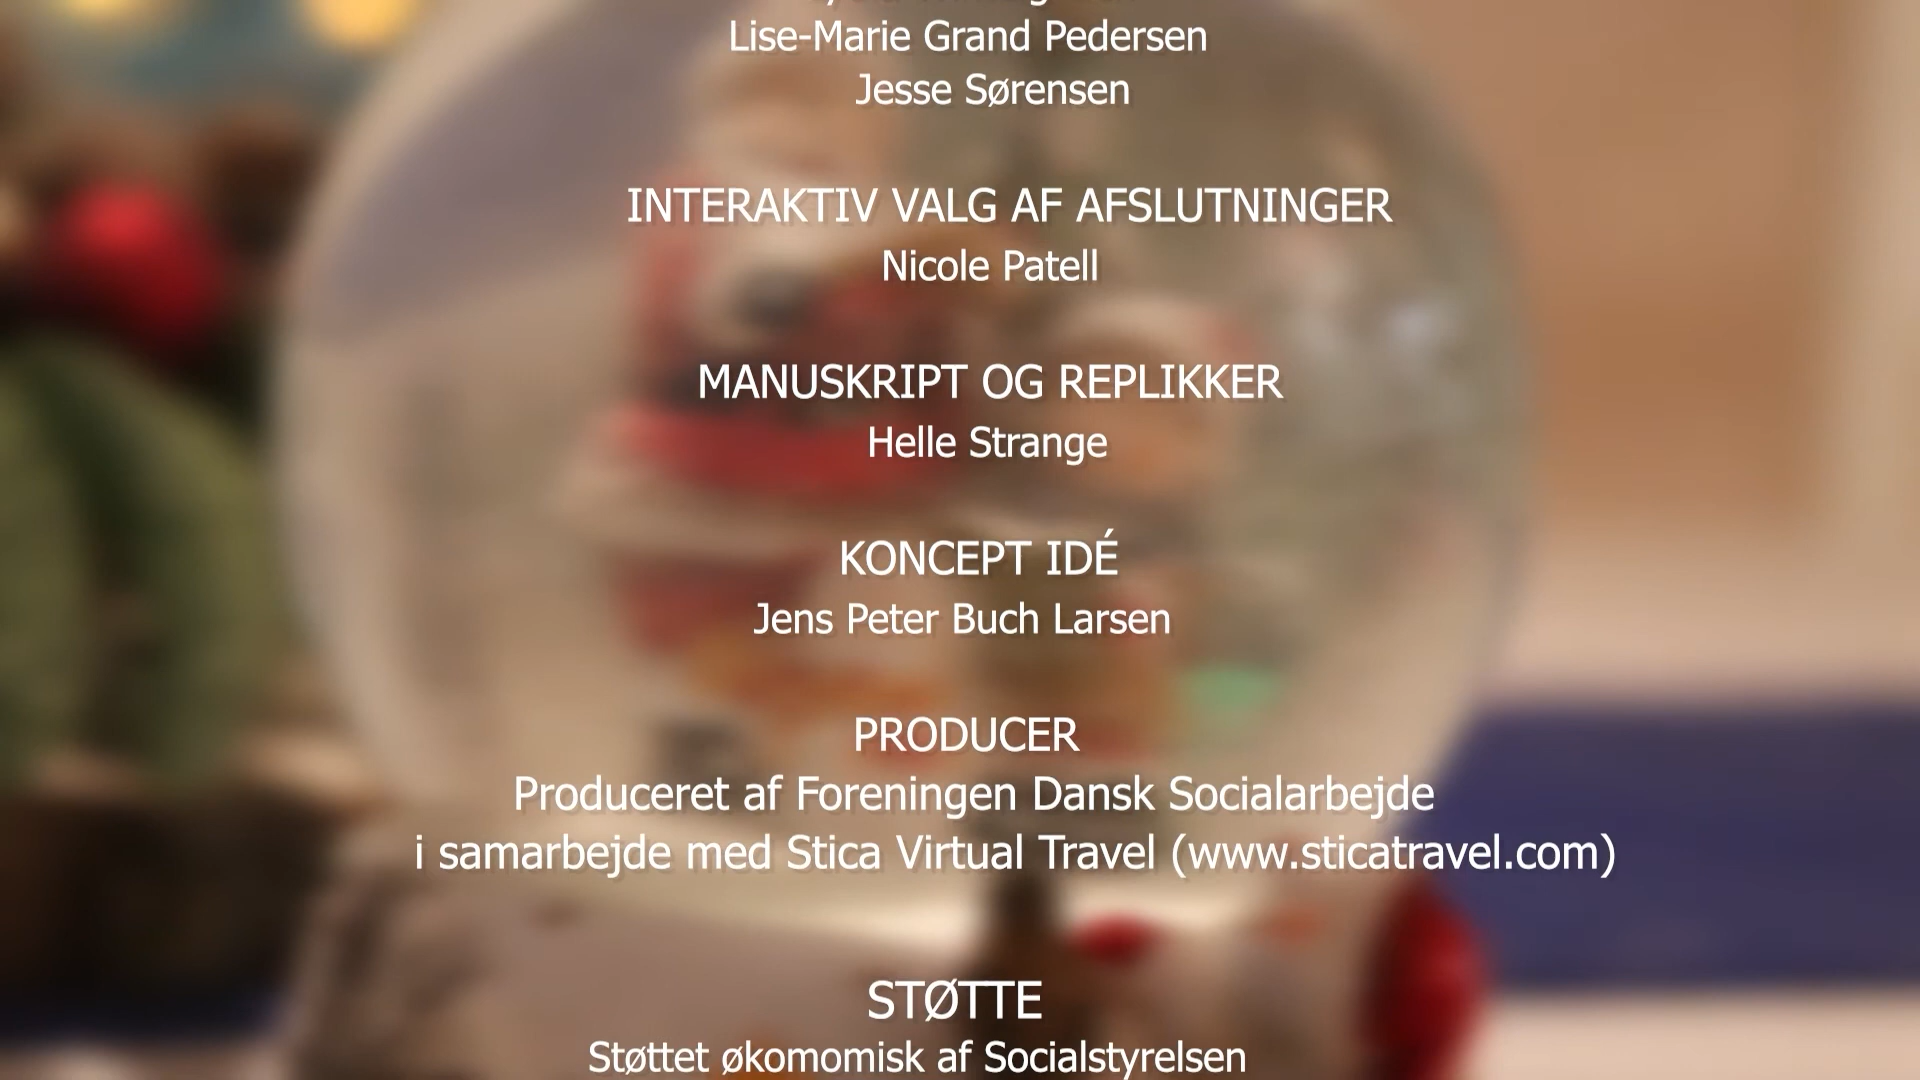 Lise-Marie Grand Pedersen
Jesse Sørensen
INTERAKTIV VALG AF AFSLUTNINGER
Nicole Patell
MANUSKRIPT OG REPLIKKER
Helle Strange
KONCEPT IDÉ
Jens Peter Buch Larsen
PRODUCER
Produceret af Foreningen Dansk Socialarbejde
i samarbejde med Stica Virtual Travel (www.sticatravel.com)
STØTTE
Støttet økomomisk af Socialstyrelsen